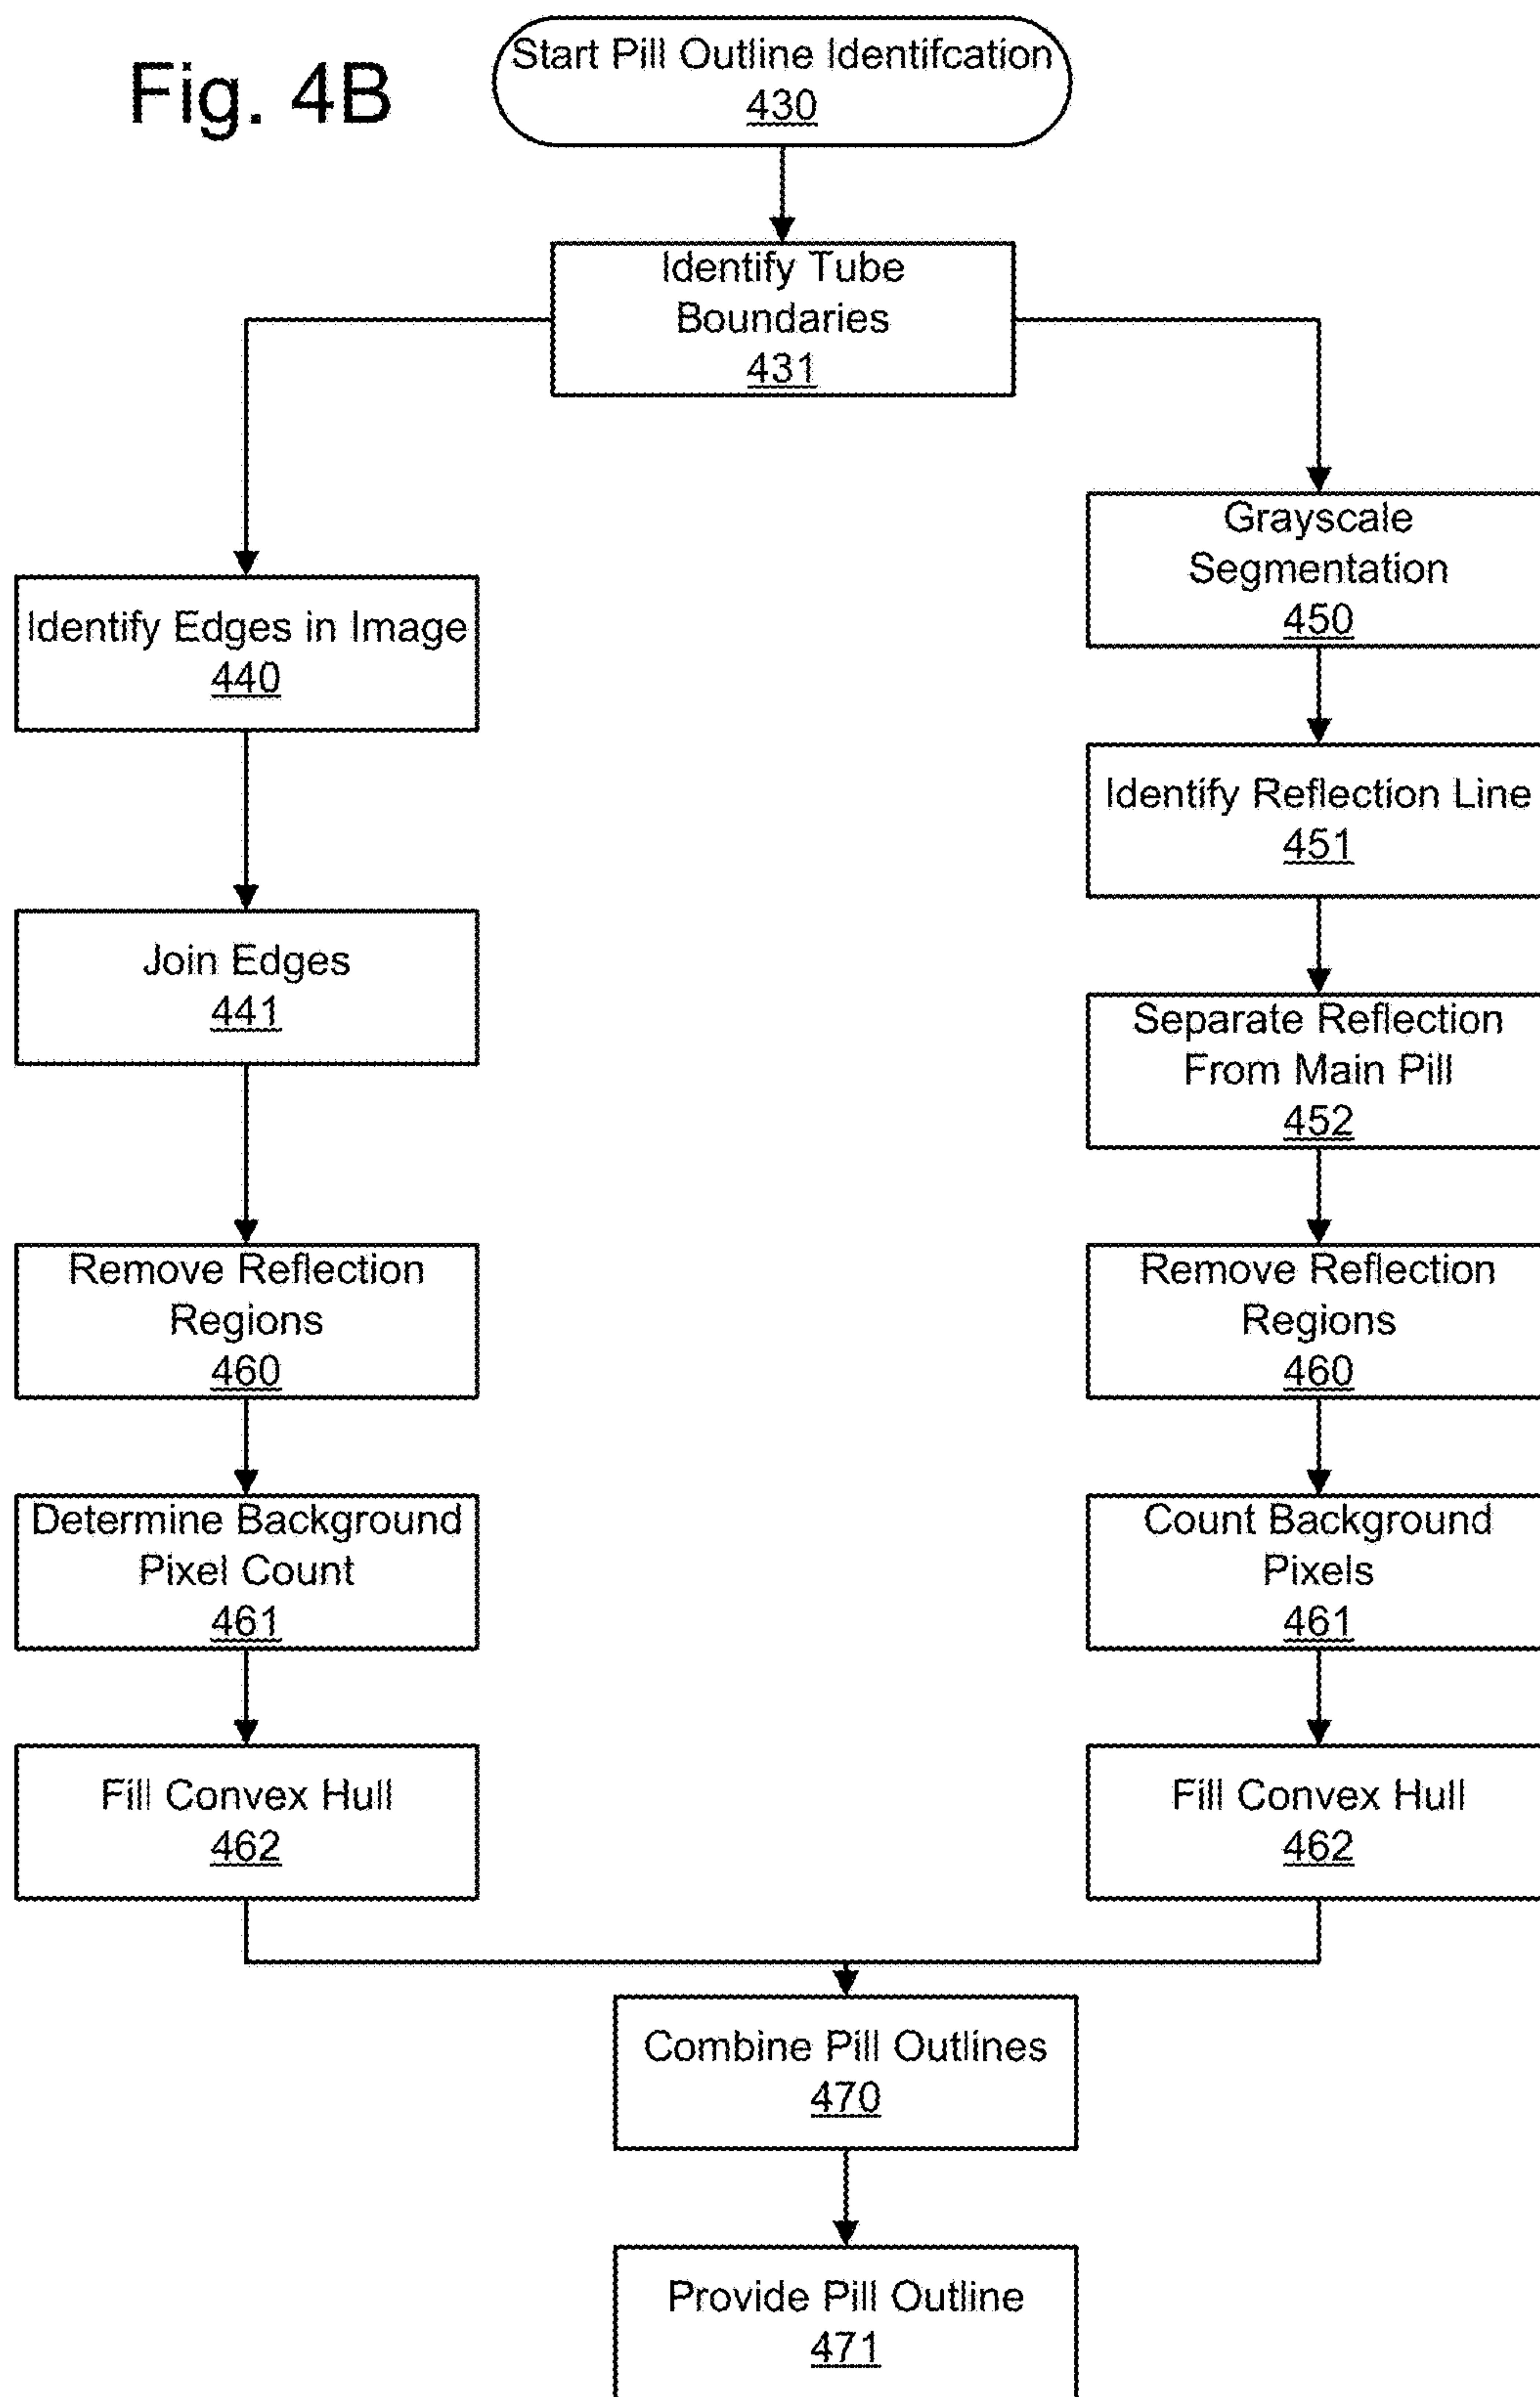 Fig. 4B
Start Pill Outline Identifcation
430
Identify Tube
Boundaries
431
Identify Edges in Image
440
Join Edges
441
Remove Reflection
Regions
460
Determine Background
Pixel Count
461
Fill Convex Hull
462
Grayscale
Segmentation
450
Identify Reflection Line
451
Separate Reflection
From Main Pill
452
Remove Reflection
Regions
460
Count Background
Pixels
461
Fill Convex Hull
462
Combine Pill Outlines
470
Provide Pill Outline
471